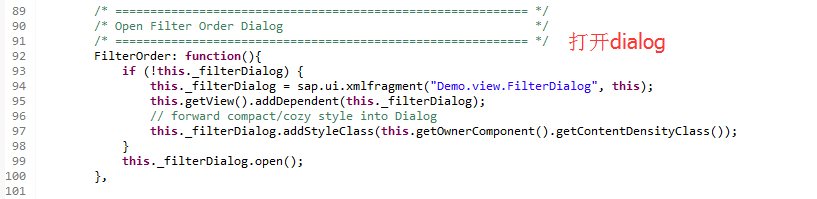 89 /* =========================================================== */
90 /* Open Filter Order Dialog */
91 /* =========================================================== */ 打开dialog
92 FilterOrder: function(){
93 if (!this._filterDialog) {
94 this._filterDialog = sap.ui.xmlfragment("Demo.view.FilterDialog", this);
95 this.getView().addDependent(this._filterDialog);
96 // forward compact/cozy style into Dialog
97 this._filterDialog.addStyleClass(this.getOwnerComponent().getContentDensityClass());
98 }
99 this._filterDialog.open();
100 },
101